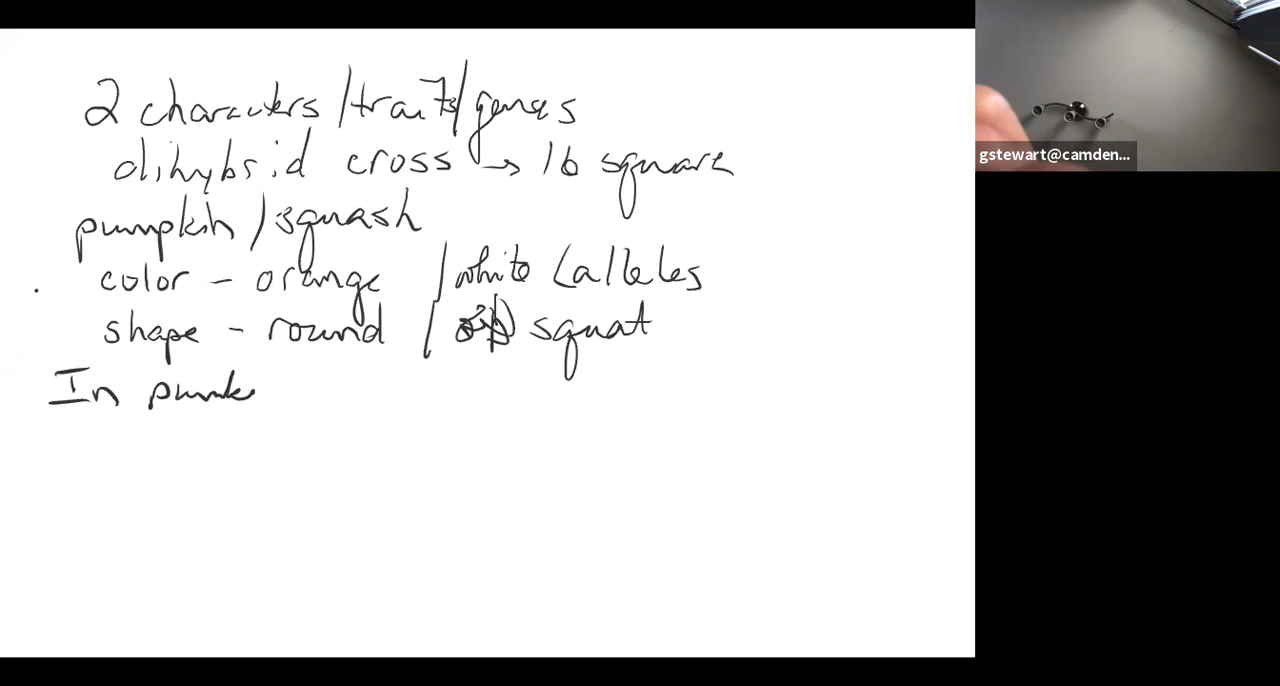 2 characters/traits/genes
dihybrid cross → 16 square
pumpkin/squash
color - orange /white (alleles
shape - round / squat
In pumk
gstewart@camden...